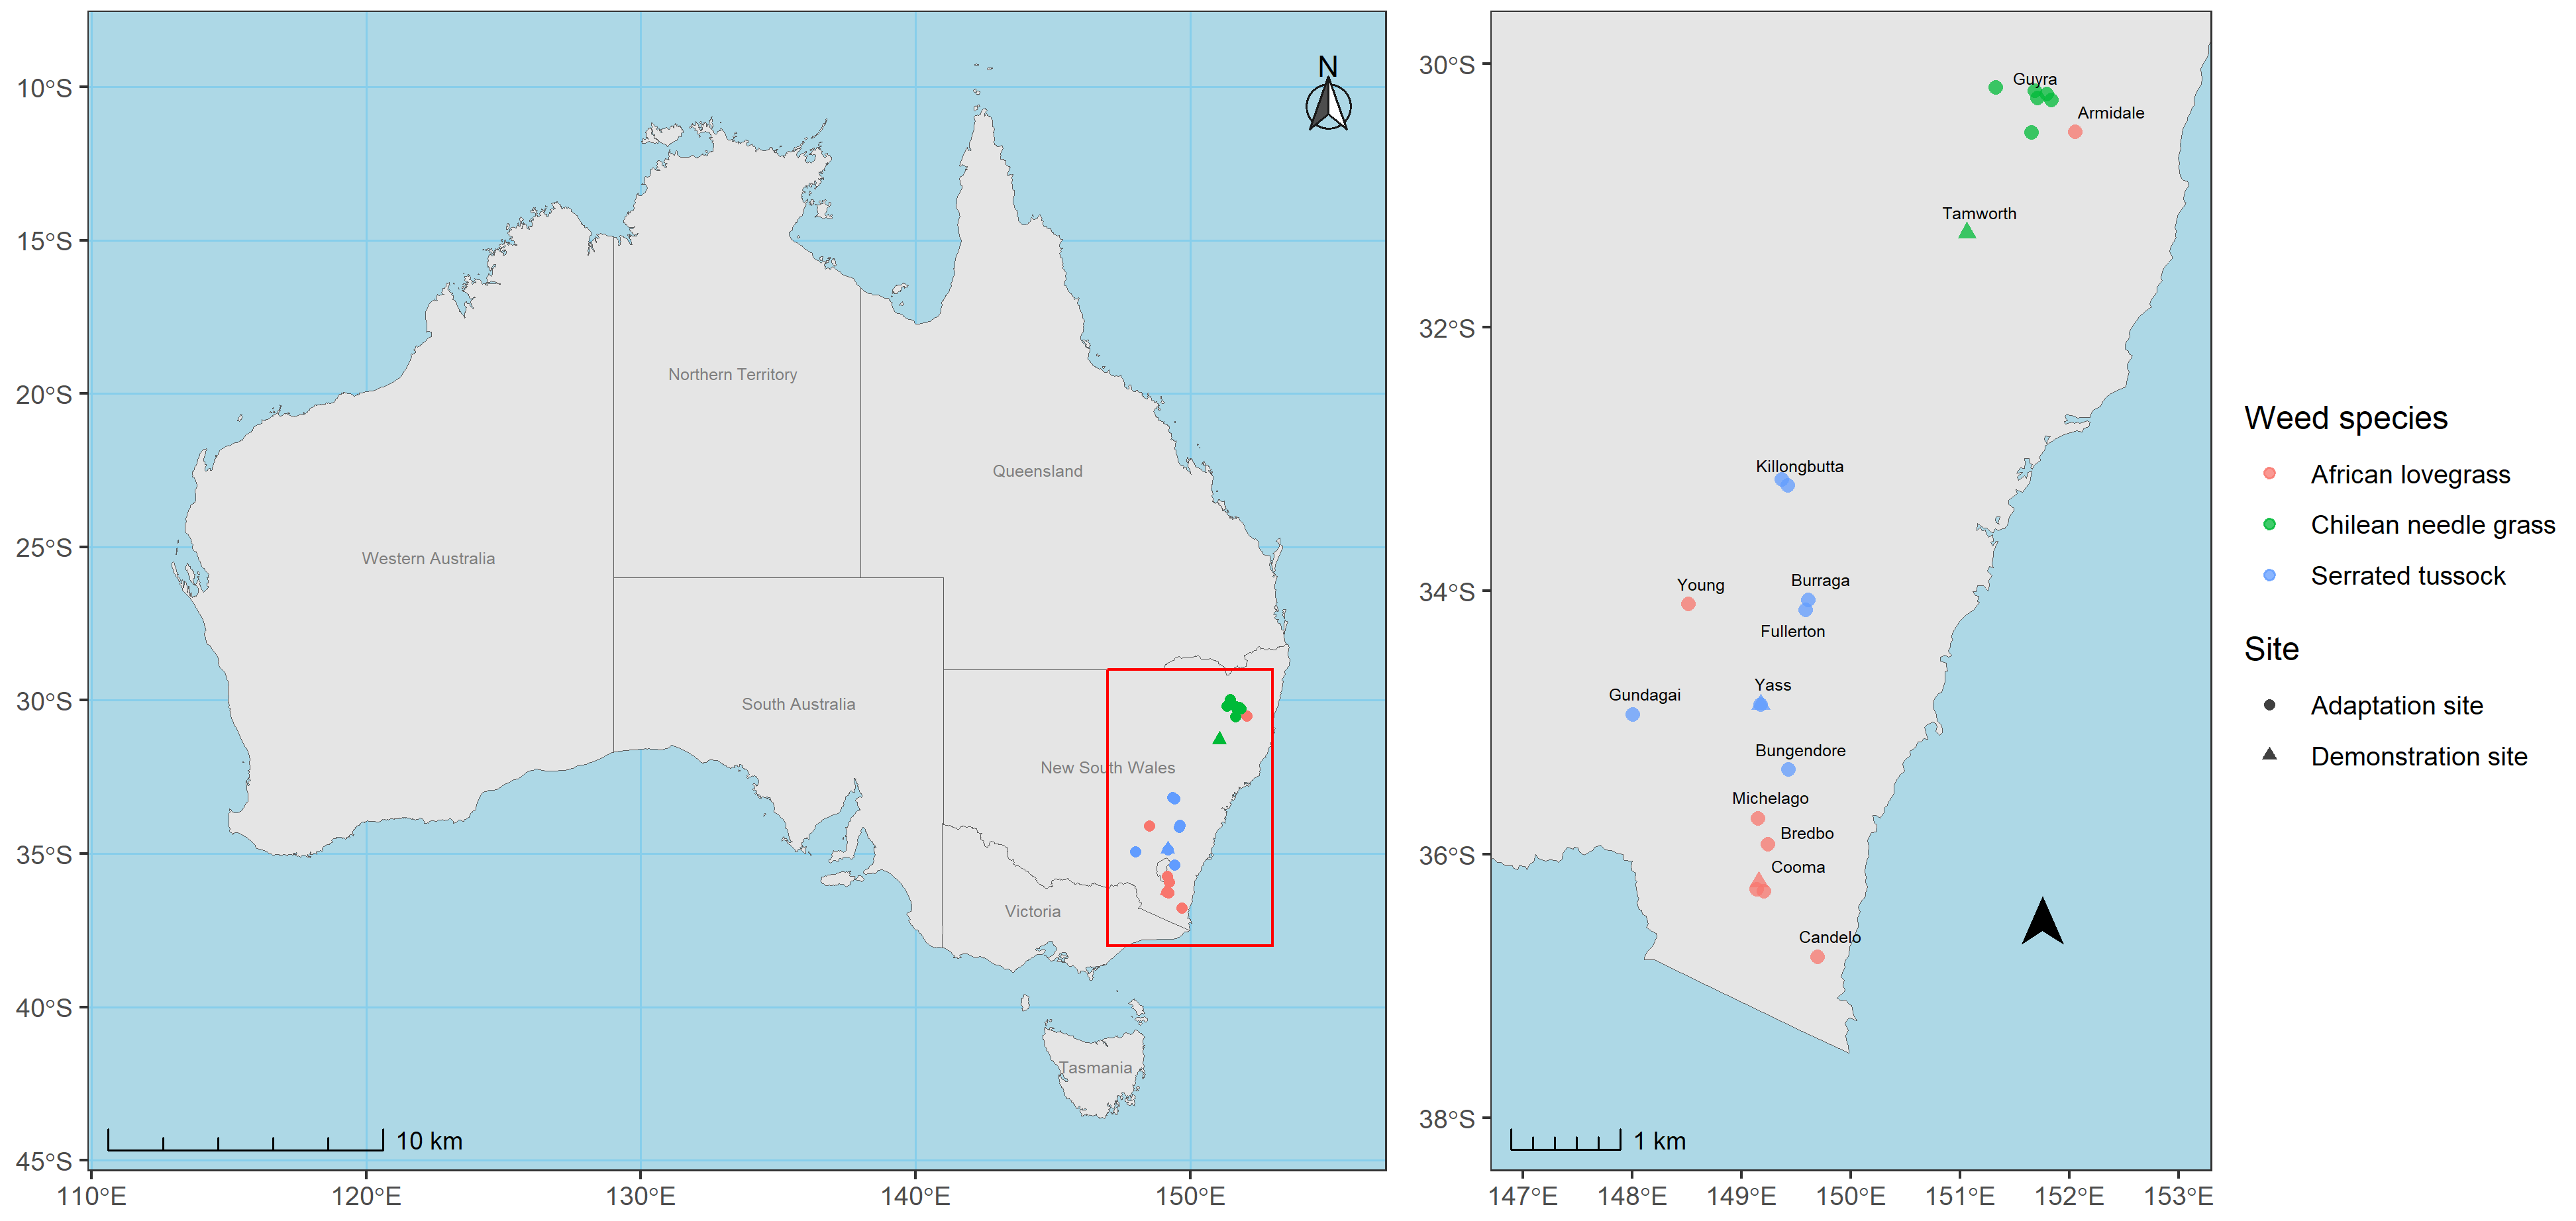 10°S
15°S
20°S
25°S
30°S
35°S
40°S
45°S
110°E
120°E
130°E
140°E
150°E
N
Northern Territory
Queensland
Western Australia
South Australia
New South Wales
Victoria
Tasmania
10 km
30°S
32°S
34°S
36°S
38°S
147°E
148°E
149°E
150°E
151°E
152°E
153°E
Guyra
Armidale
Tamworth
Killongbutta
Young
Burraga
Fullerton
Yass
Gundagai
Bungendore
Michelago
Bredbo
Cooma
Candelo
1 km
Weed species
African lovegrass
Chilean needle grass
Serrated tussock
Site
Adaptation site
Demonstration site